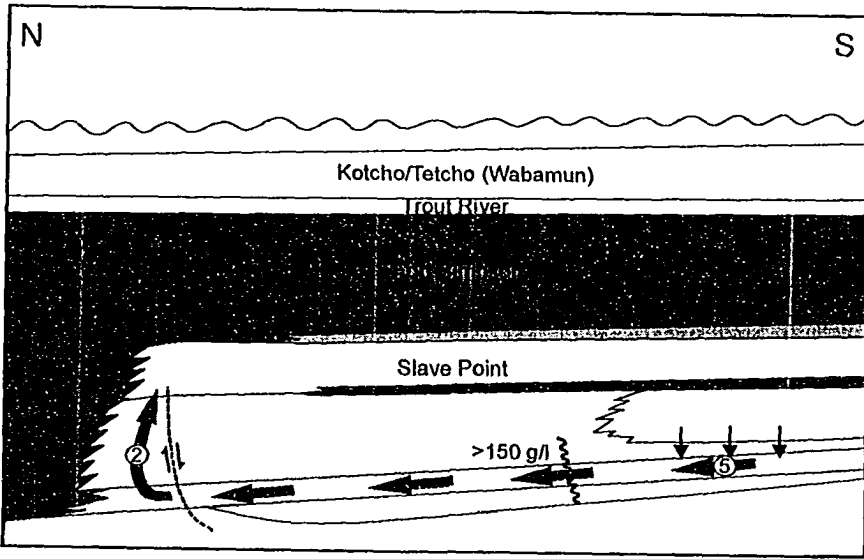 N
S
Kotcho/Tetcho (Wabamun)
Trout River
Slave Point
2
>150 g/l
5